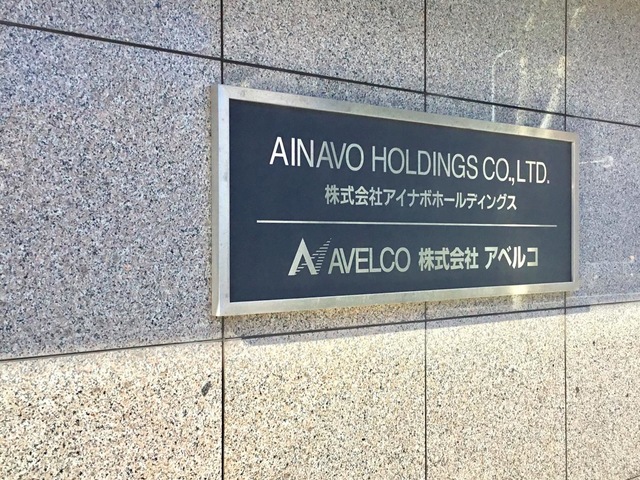 AINAVO HOLDINGS CO.,LTD.
株式会社アイナボホールディングス
AVELCO 株式会社 アベルコ